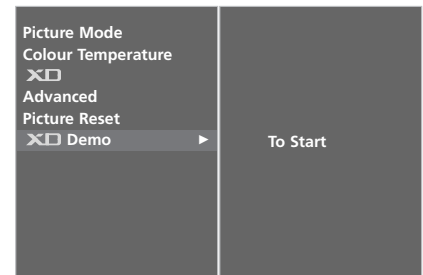 Picture Mode
Colour Temperature
XD
Advanced
Picture Reset
XD Demo ►
To Start